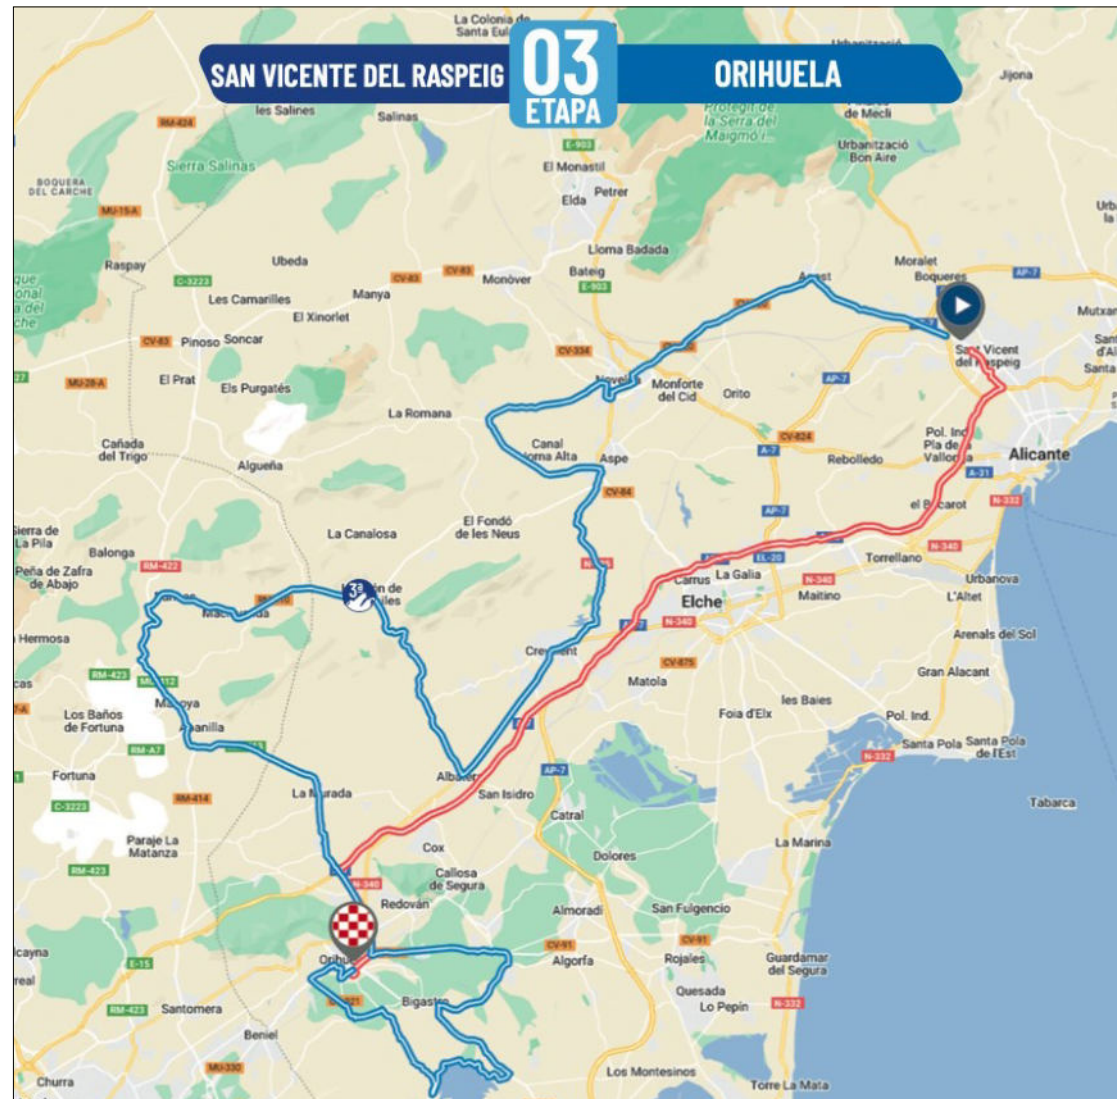 La Colonia de
Santa Eul
SAN VICENTE DEL RASPEIG
03
ETAPA
ORIHUELA
Urbanització
Jijona
les Salines
Salinas
RM-424
Protegit de
la Serra del
Maigmó i...
de Mecli
E-903
Urbanització
Bon Aire
Sierra Salinas
El Monastil
Elda
Petrer
BOQUERA
DEL CARCHE
MU-15-A
Raspay
Ubeda
C-3223
CV-83
CV-83
Monòver
Lloma Badada
Bateig
E-903
Moralet
Boqueres
AP-7
Les Camarilles
Manya
El Xinorlet
Mutxam
CV-83
Pinoso
Soncar
CV-334
Sant Vicent
del Raspeig
Santa
MU-28-A
El Prat
Els Purgatés
Monforte
del Cid
Orito
AP-7
La Romana
Cañada
del Trigo
Algueña
Canal
Aspe
CV-824
A-7
Rebolledo
Pol. Ind.
Pla de la
Vallonga
Alicante
A-31
CV-84
N-332
Sierra de
La Pila
La Canalosa
El Fondó
de les Neus
AP-7
Balonga
RM-422
Peña de Zafra
de Abajo
EL-20
N-340
Torrellano
Carrus
La Galia
N-340
Maitino
Urbanova
L'Altet
3ª
Elche
N-340
Hermosa
Arenals del Sol
CV-875
Matola
Gran Alacant
RM-423
Los Baños
de Fortuna
les Baies
Foia d'Elx
Pol. Ind.
RM-A7
N-332
Santa Pola
Santa Pola
de l'Est
AP-7
Fortuna
San Isidro
C-3223
RM-414
Catral
Tabarca
Paraje La
Matanza
Cox
La Marina
RM-423
Callosa
de Segura
Dolores
N-340
Redován
Almoradí
San Fulgencio
CV-91
CV-91
Algorfa
Rojales
Guardamar
del Segura
E-15
Quesada
Lo Pepín
N-332
RM-423
Santomera
Beniel
MU-330
Churra
Los Montesinos
Torre La Mata